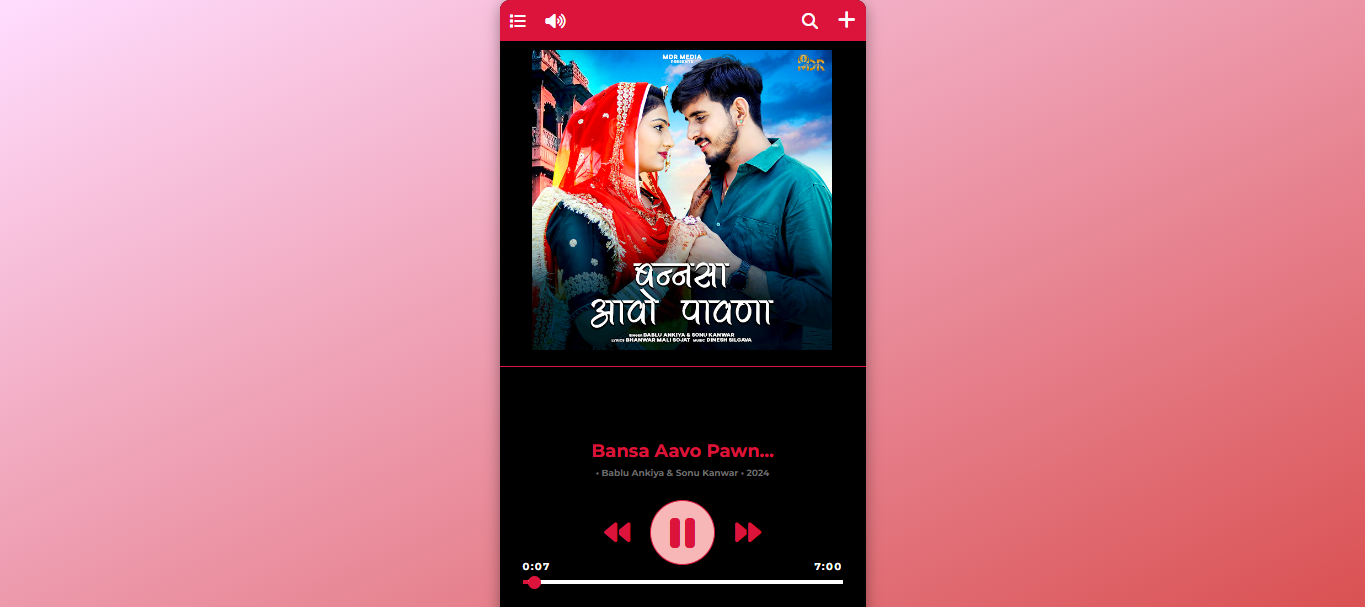 MDR MEDIA
PRESENTS
MDR
बन्नसा
आवो पावणा
SINGER BABLU ANKIYA & SONU KANWAR
LYRICS BHANWAR MALI SOJAT MUSIC DINESH SILGAVA
Bansa Aavo Pawn...
• Bablu Ankiya & Sonu Kanwar • 2024
0:07 7:00